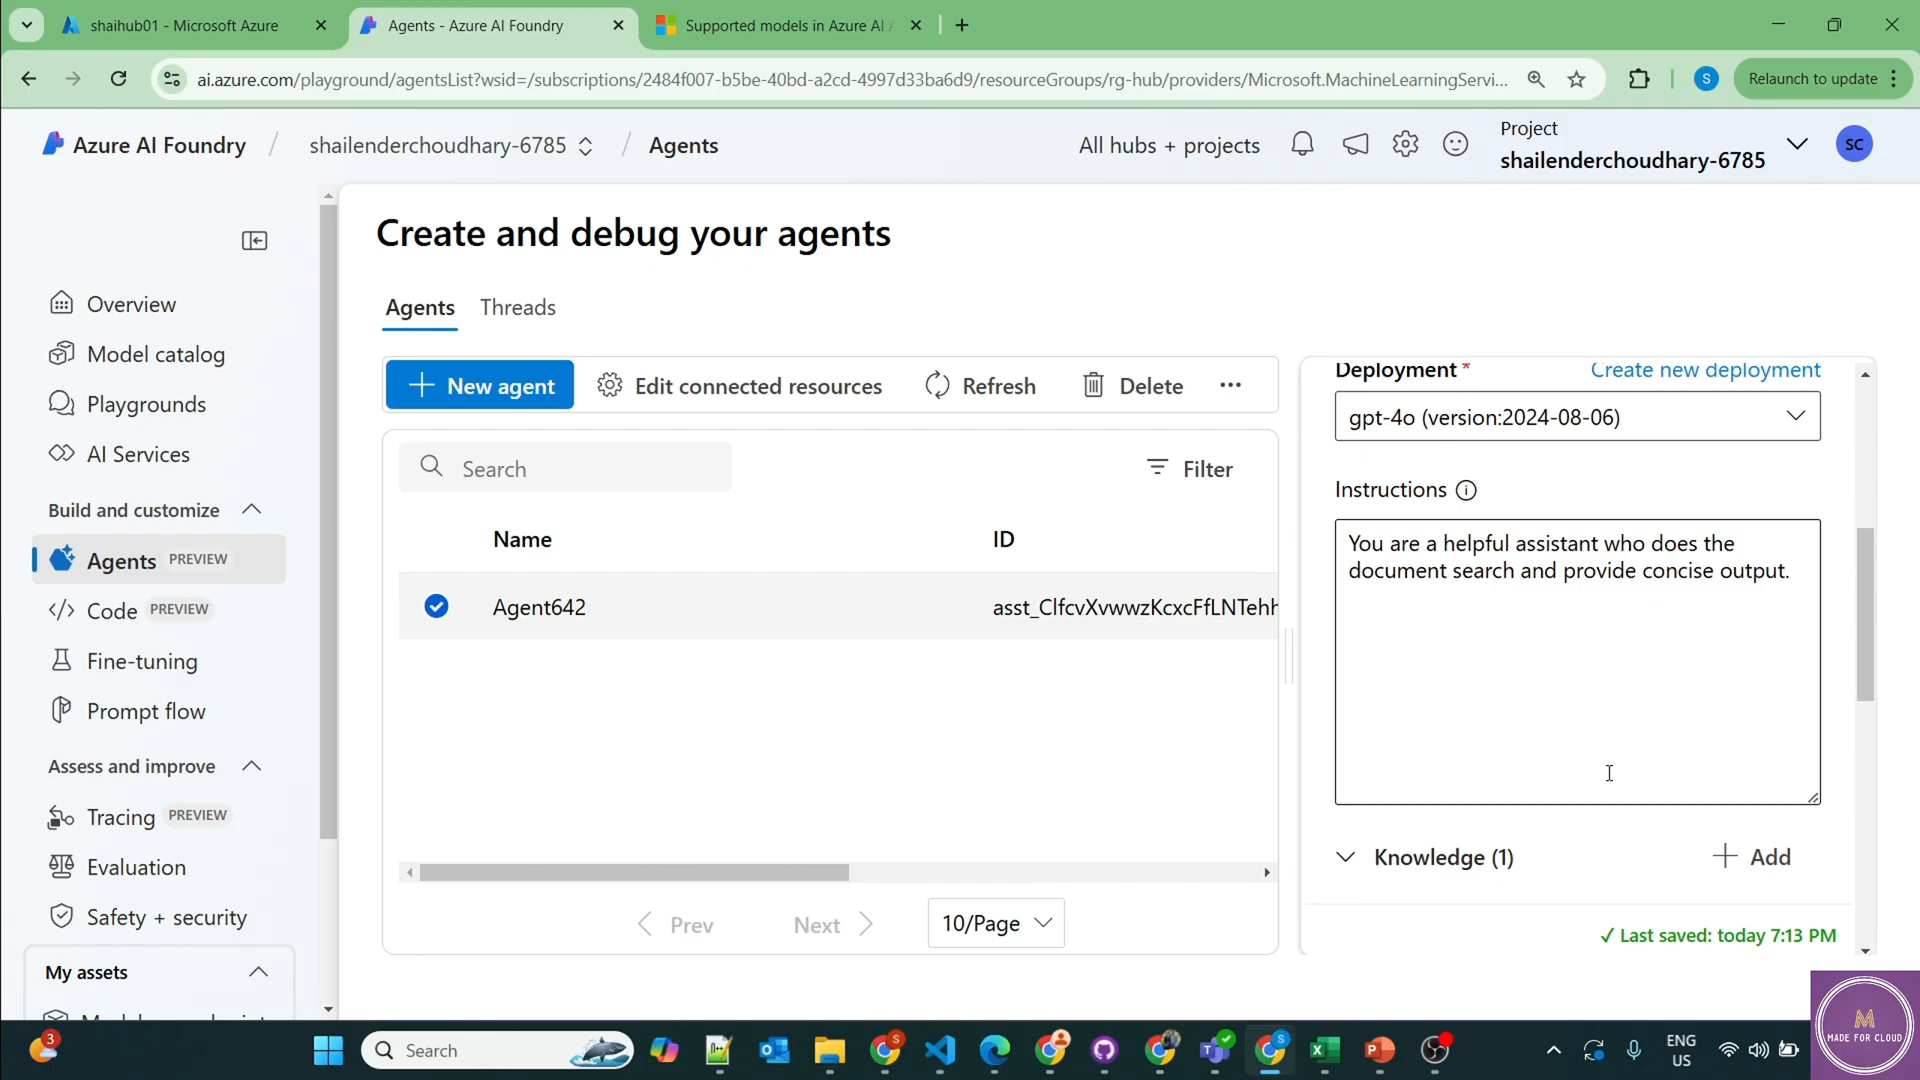 shaihub01 - Microsoft Azure
Agents - Azure AI Foundry
Supported models in Azure AI
ai.azure.com/playground/agentsList?wsid=/subscriptions/2484f007-b5be-40bd-a2cd-4997d33ba6d9/resourceGroups/rg-hub/providers/Microsoft.MachineLearningServi...
S
Relaunch to update
Azure AI Foundry / shailenderchoudhary-6785 / Agents
All hubs + projects
Project
shailenderchoudhary-6785
SC
Overview
Model catalog
Playgrounds
AI Services
Build and customize
Agents PREVIEW
Code PREVIEW
Fine-tuning
Prompt flow
Assess and improve
Tracing PREVIEW
Evaluation
Safety + security
My assets
Create and debug your agents
Agents Threads
New agent
Edit connected resources
Refresh
Delete
Search
Filter
Name ID
Agent642 asst_ClfcvXvwwzKcxcFfLNTehh
Prev
Next
10/Page
Deployment *
Create new deployment
gpt-4o (version:2024-08-06)
Instructions
You are a helpful assistant who does the
document search and provide concise output.
Knowledge (1)
Add
✓ Last saved: today 7:13 PM
M
MADE FOR CLOUD
3
Search
ENG
US